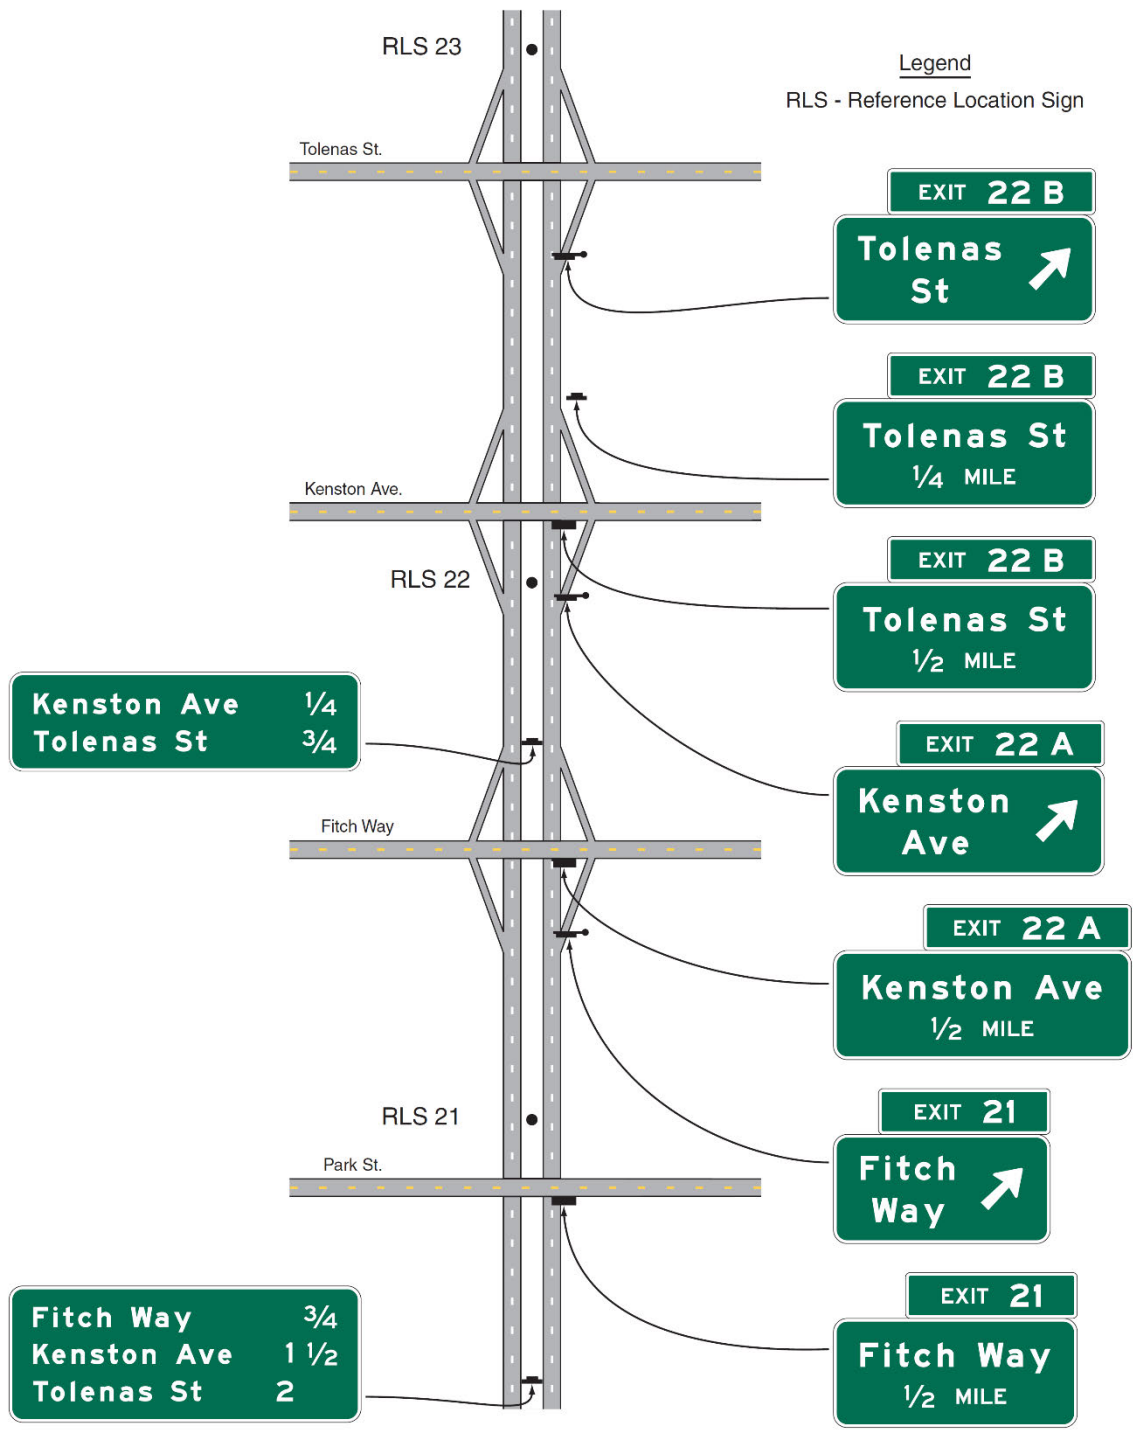 RLS 23
Legend
RLS - Reference Location Sign
Tolenas St.
EXIT 22 B
Tolenas
St
EXIT 22 B
Tolenas St
1/4 MILE
Kenston Ave.
EXIT 22 B
Tolenas St
1/2 MILE
RLS 22
Kenston Ave 1/4
Tolenas St 3/4
EXIT 22 A
Kenston
Ave
Fitch Way
EXIT 22 A
Kenston Ave
1/2 MILE
RLS 21
EXIT 21
Fitch
Way
Park St.
Fitch Way 3/4
Kenston Ave 1 1/2
Tolenas St 2
EXIT 21
Fitch Way
1/2 MILE